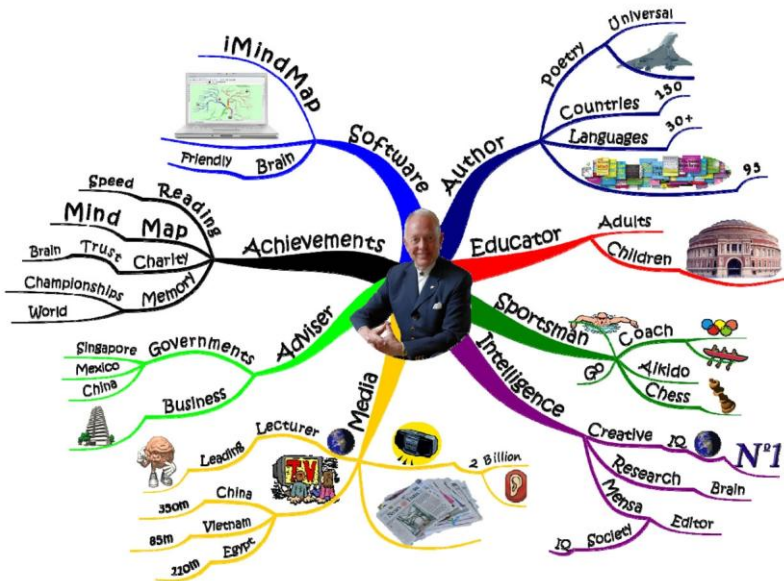 iMindMap
Software
Friendly Brain
Author
Poetry
Universal
Countries 150
Languages 30+
95
Achievements
Reading
Speed
Mind Map
Brain Trust Charity
Memory
Championships
World
Educator
Adults
Children
Sportsman
Coach
Go
Aikido
Chess
Adviser
Governments
Singapore
Mexico
China
Business
Intelligence
Creative IQ
Nº1
Research Brain
Mensa
Editor
IQ Society
Media
Lecturer
Leading
TV
2 Billion
350m China
85m Vietnam
110m Egypt